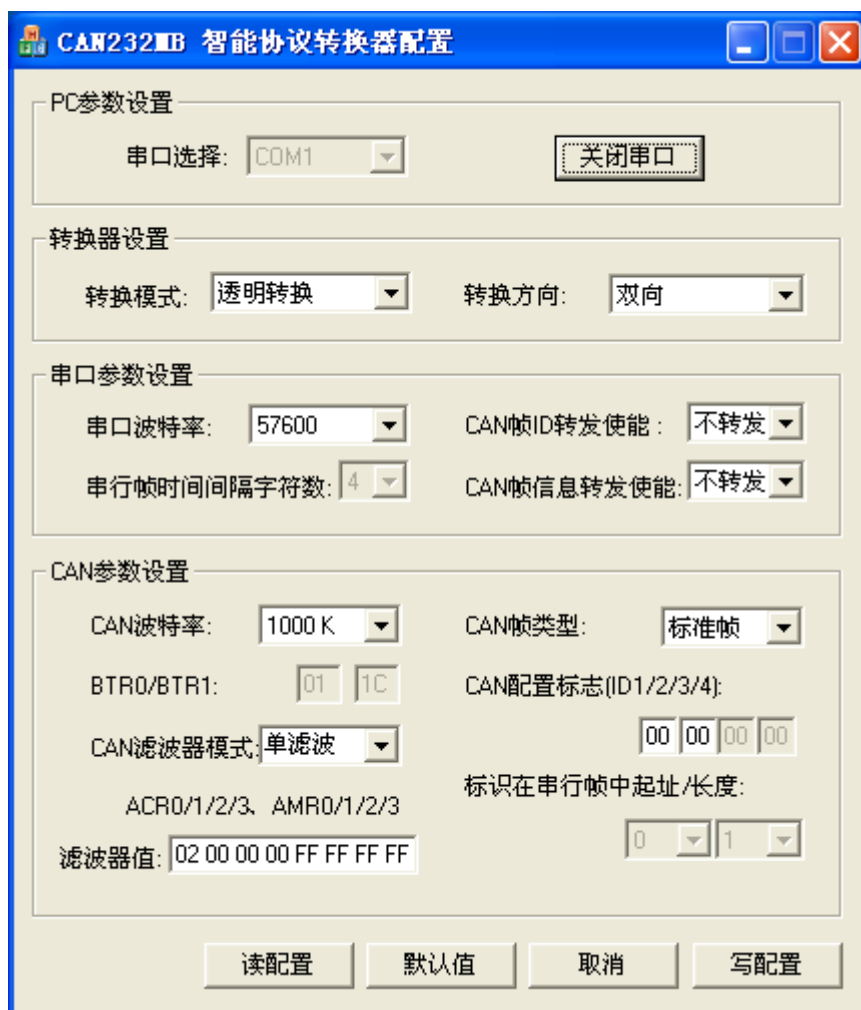 CAN232MB 智能协议转换器配置
PC参数设置
串口选择: COM1 关闭串口
转换器设置
转换模式: 透明转换 转换方向: 双向
串口参数设置
串口波特率: 57600 CAN帧ID转发使能 : 不转发
串行帧时间间隔字符数: 4 CAN帧信息转发使能: 不转发
CAN参数设置
CAN波特率: 1000 K CAN帧类型: 标准帧
BTR0/BTR1: 01 1C CAN配置标志(ID1/2/3/4):
00 00 00 00
CAN滤波器模式: 单滤波
标识在串行帧中起址/长度:
ACR0/1/2/3、AMR0/1/2/3
0 1
滤波器值: 02 00 00 00 FF FF FF FF
读配置 默认值 取消 写配置